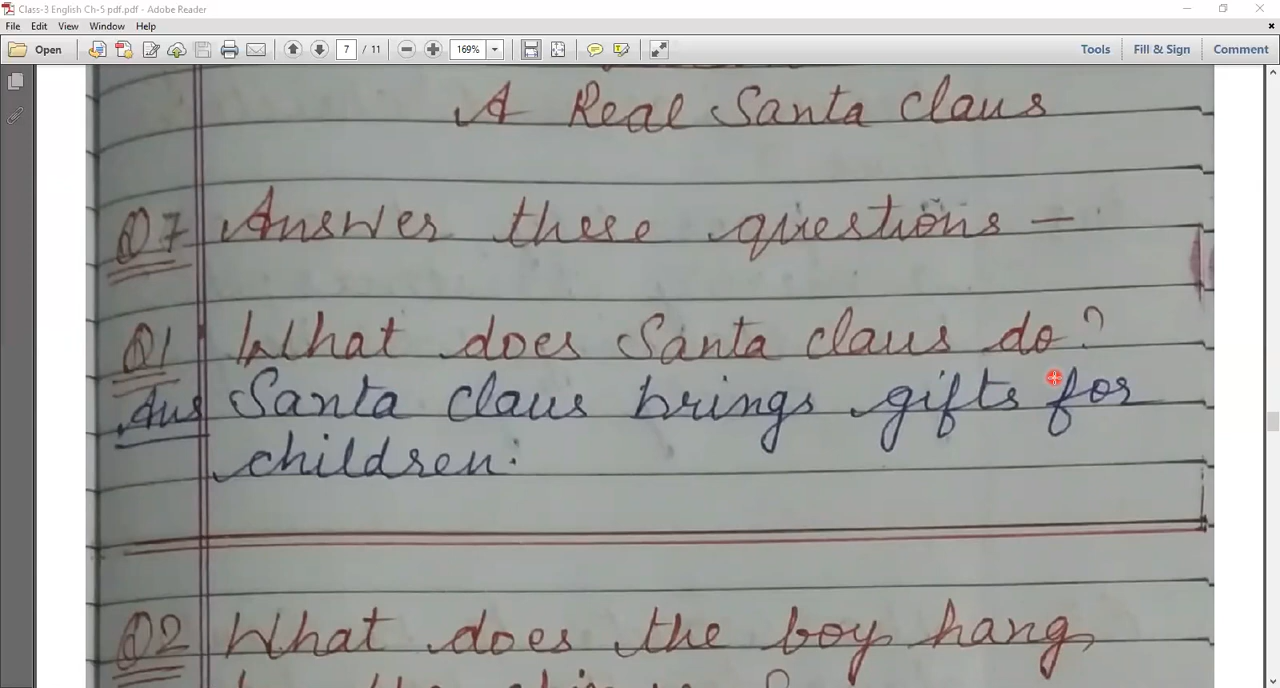 Class-3 English Ch-5 pdf.pdf - Adobe Reader
File Edit View Window Help
Open 7 / 11 169% Tools Fill & Sign Comment
A Real Santa Claus
Q7 Answer these questions –
Q1 What does Santa claus do?
Ans Santa claus brings gifts for
children.
Q2 What does the boy hang
the